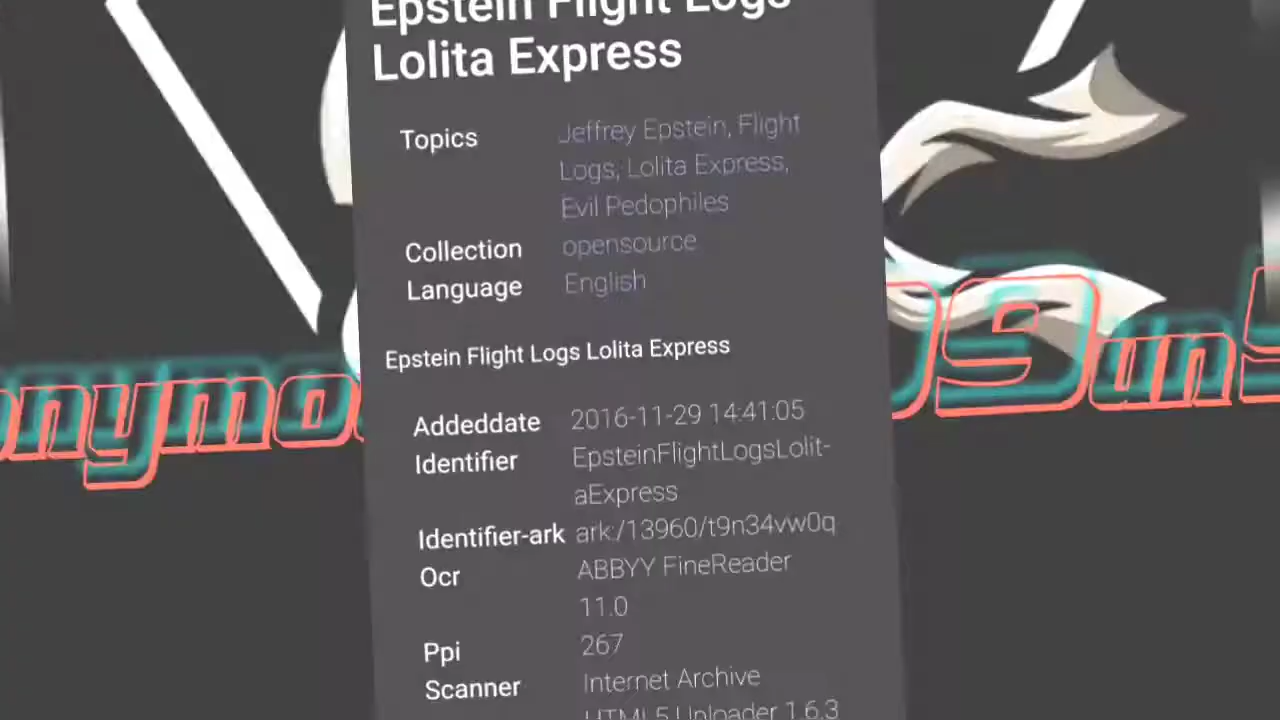 Epstein Flight Logs
Lolita Express
Topics Jeffrey Epstein, Flight
Logs, Lolita Express,
Evil Pedophiles
Collection opensource
Language English
Epstein Flight Logs Lolita Express
Addeddate 2016-11-29 14:41:05
Identifier EpsteinFlightLogsLolit-
aExpress
Identifier-ark ark:/13960/t9n34vw0q
Ocr ABBYY FineReader
11.0
Ppi 267
Scanner Internet Archive
HTML5 Uploader 1.6.3